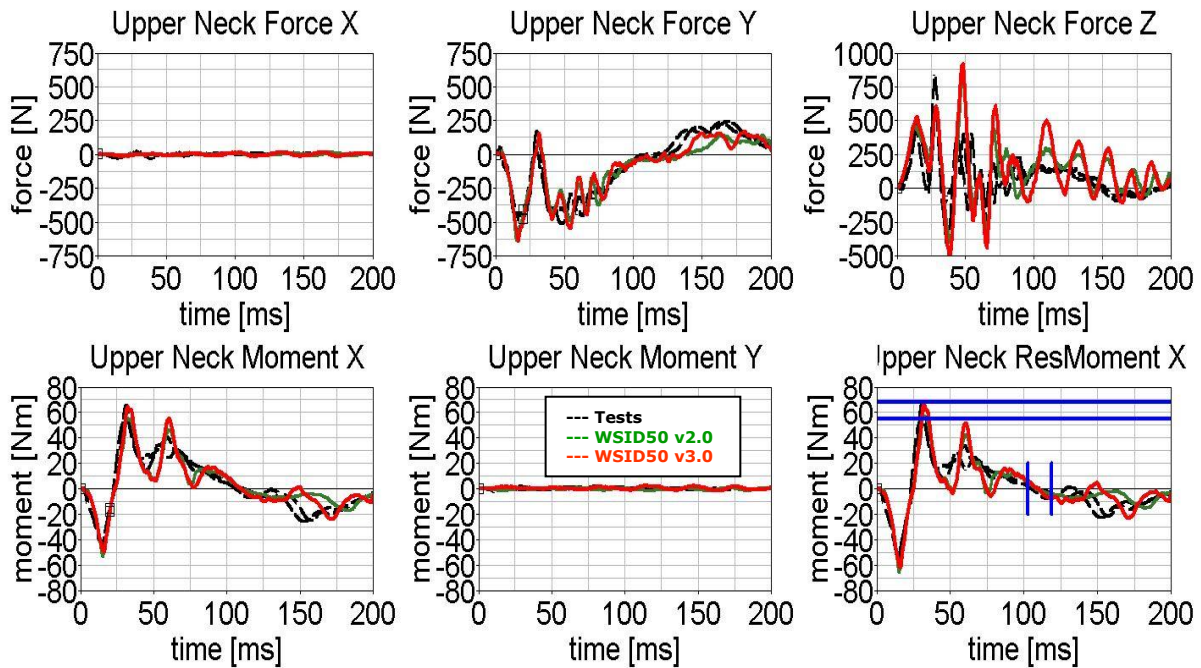 Upper Neck Force X
750
500
250
0
-250
-500
750
force [N]
0 50 100 150 200
time [ms]
Upper Neck Force Y
750
500
250
0
-250
-500
750
force [N]
0 50 100 150 200
time [ms]
Upper Neck Force Z
1000
750
500
250
0
-250
-500
force [N]
0 50 100 150 200
time [ms]
Upper Neck Moment X
80
60
40
20
0
-20
-40
-60
-80
moment [Nm]
0 50 100 150 200
time [ms]
Upper Neck Moment Y
80
60
40
20
0
-20
-40
-60
-80
moment [Nm]
--- Tests
--- WSID50 v2.0
--- WSID50 v3.0
0 50 100 150 200
time [ms]
Upper Neck ResMoment X
80
60
40
20
0
-20
-40
-60
-80
moment [Nm]
0 50 100 150 200
time [ms]